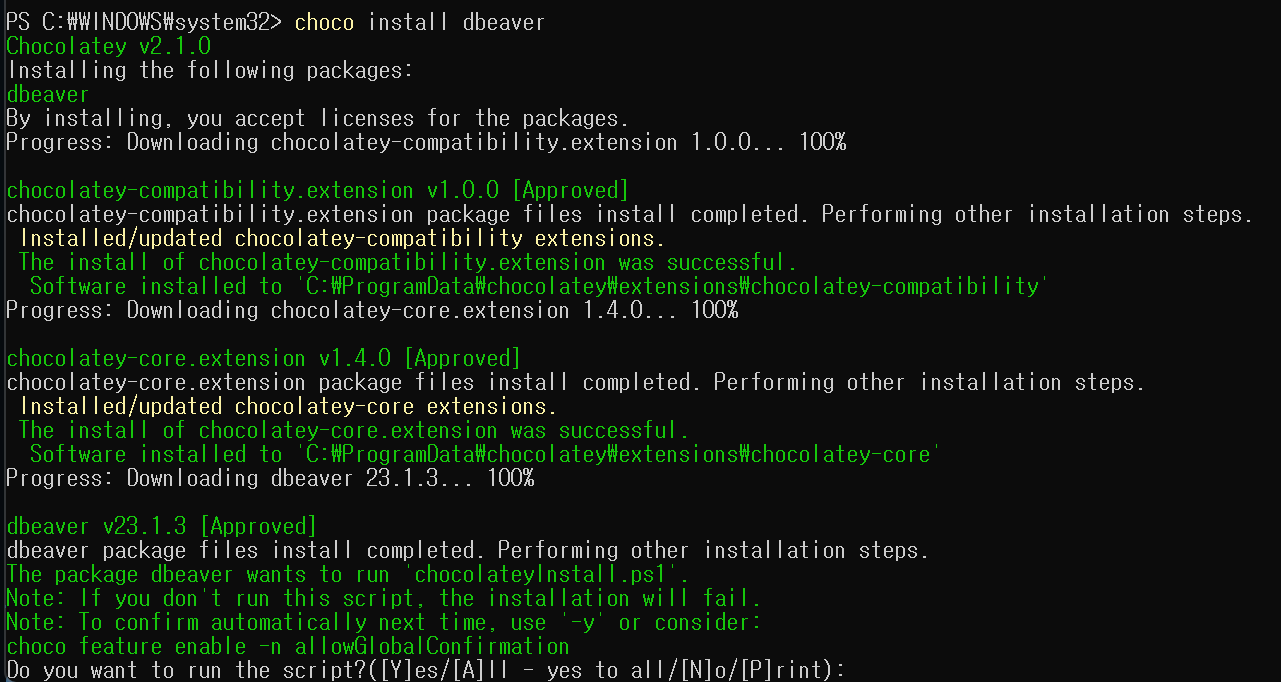 PS C:₩WINDOWS₩system32> choco install dbeaver
Chocolatey v2.1.0
Installing the following packages:
dbeaver
By installing, you accept licenses for the packages.
Progress: Downloading chocolatey-compatibility.extension 1.0.0... 100%
chocolatey-compatibility.extension v1.0.0 [Approved]
chocolatey-compatibility.extension package files install completed. Performing other installation steps.
Installed/updated chocolatey-compatibility extensions.
The install of chocolatey-compatibility.extension was successful.
Software installed to 'C:₩ProgramData₩chocolatey₩extensions₩chocolatey-compatibility'
Progress: Downloading chocolatey-core.extension 1.4.0... 100%
chocolatey-core.extension v1.4.0 [Approved]
chocolatey-core.extension package files install completed. Performing other installation steps.
Installed/updated chocolatey-core extensions.
The install of chocolatey-core.extension was successful.
Software installed to 'C:₩ProgramData₩chocolatey₩extensions₩chocolatey-core'
Progress: Downloading dbeaver 23.1.3... 100%
dbeaver v23.1.3 [Approved]
dbeaver package files install completed. Performing other installation steps.
The package dbeaver wants to run 'chocolateyInstall.ps1'.
Note: If you don't run this script, the installation will fail.
Note: To confirm automatically next time, use '-y' or consider:
choco feature enable -n allowGlobalConfirmation
Do you want to run the script?([Y]es/[A]ll - yes to all/[N]o/[P]rint):